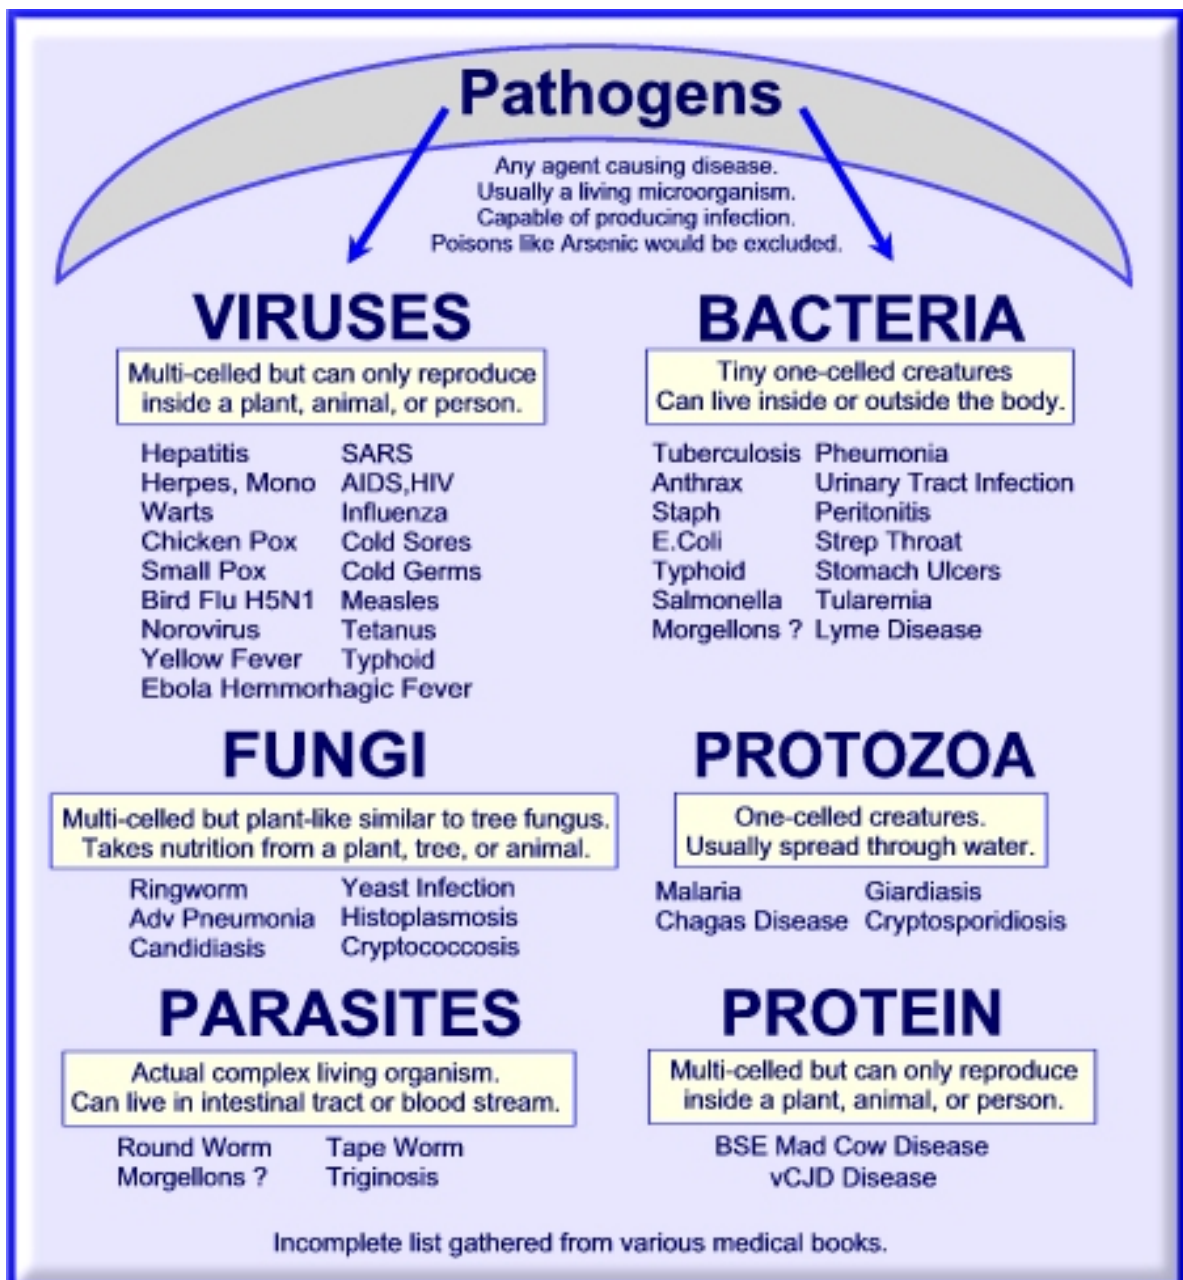 Pathogens
Any agent causing disease.
Usually a living microorganism.
Capable of producing infection.
Poisons like Arsenic would be excluded.
VIRUSES
Multi-celled but can only reproduce
inside a plant, animal, or person.
Hepatitis SARS
Herpes, Mono AIDS,HIV
Warts Influenza
Chicken Pox Cold Sores
Small Pox Cold Germs
Bird Flu H5N1 Measles
Norovirus Tetanus
Yellow Fever Typhoid
Ebola Hemmorhagic Fever
BACTERIA
Tiny one-celled creatures
Can live inside or outside the body.
Tuberculosis Pheumonia
Anthrax Urinary Tract Infection
Staph Peritonitis
E.Coli Strep Throat
Typhoid Stomach Ulcers
Salmonella Tularemia
Morgellons ? Lyme Disease
FUNGI
Multi-celled but plant-like similar to tree fungus.
Takes nutrition from a plant, tree, or animal.
Ringworm Yeast Infection
Adv Pneumonia Histoplasmosis
Candidiasis Cryptococcosis
PROTOZOA
One-celled creatures.
Usually spread through water.
Malaria Giardiasis
Chagas Disease Cryptosporidiosis
PARASITES
Actual complex living organism.
Can live in intestinal tract or blood stream.
Round Worm Tape Worm
Morgellons ? Triginosis
PROTEIN
Multi-celled but can only reproduce
inside a plant, animal, or person.
BSE Mad Cow Disease
vCJD Disease
Incomplete list gathered from various medical books.